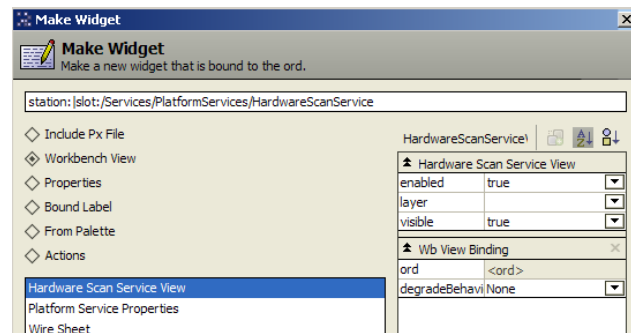 Make Widget
Make Widget
Make a new widget that is bound to the ord.
station:|slot:/Services/PlatformServices/HardwareScanService
Include Px File
Workbench View
Properties
Bound Label
From Palette
Actions
Hardware Scan Service View
Platform Service Properties
Wire Sheet
HardwareScanService\
Hardware Scan Service View
enabled true
layer
visible true
Wb View Binding
ord <ord>
degradeBehavi None